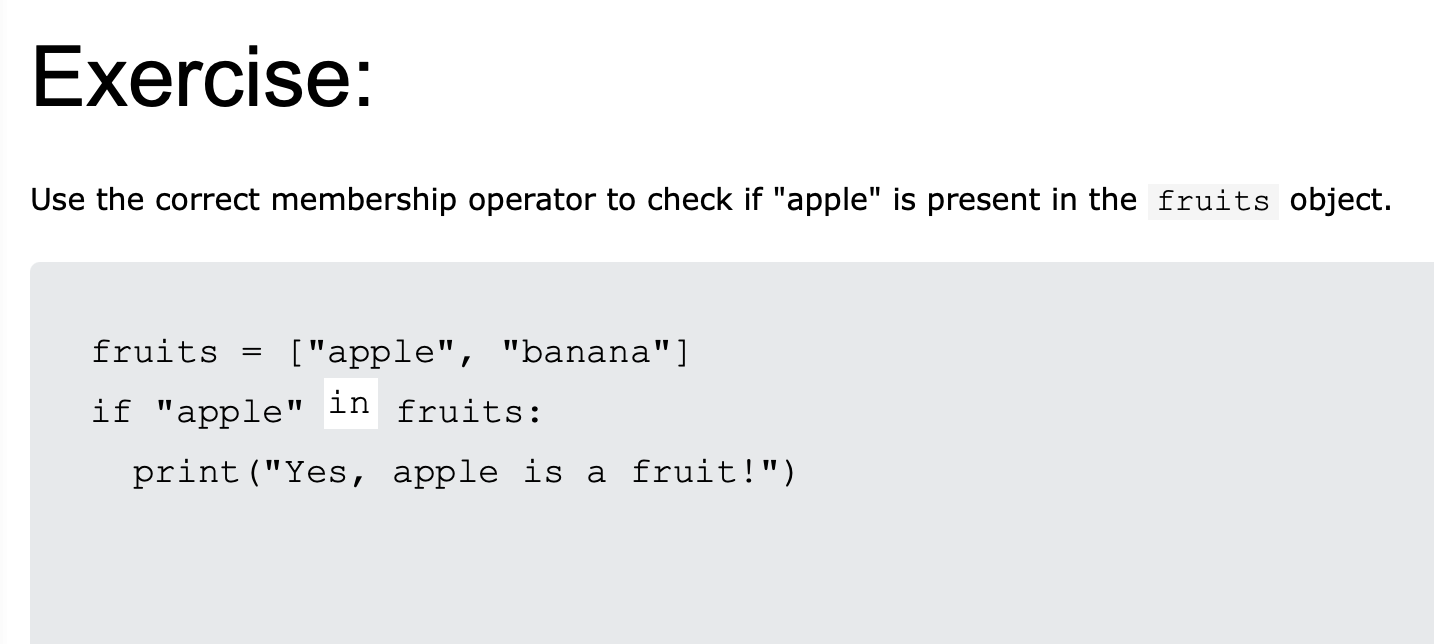 Exercise:
Use the correct membership operator to check if "apple" is present in the fruits object.
fruits = ["apple", "banana"]
if "apple" in fruits:
  print("Yes, apple is a fruit!")